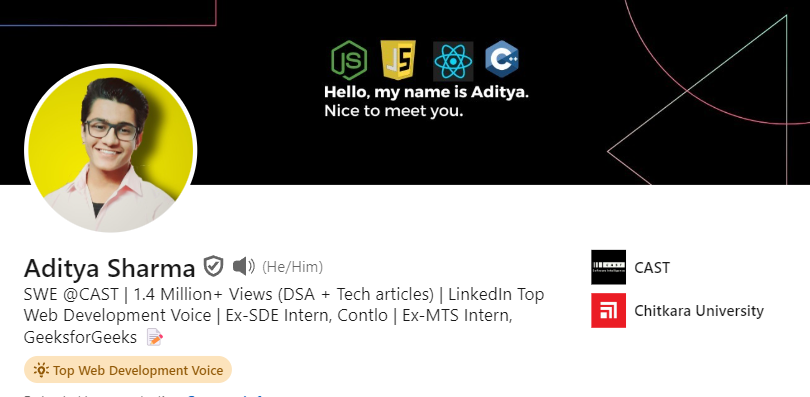 JS
JS
C++
Hello, my name is Aditya.
Nice to meet you.
Aditya Sharma (He/Him)
SWE @CAST | 1.4 Million+ Views (DSA + Tech articles) | LinkedIn Top
Web Development Voice | Ex-SDE Intern, Contlo | Ex-MTS Intern,
GeeksforGeeks
Top Web Development Voice
CAST
Chitkara University